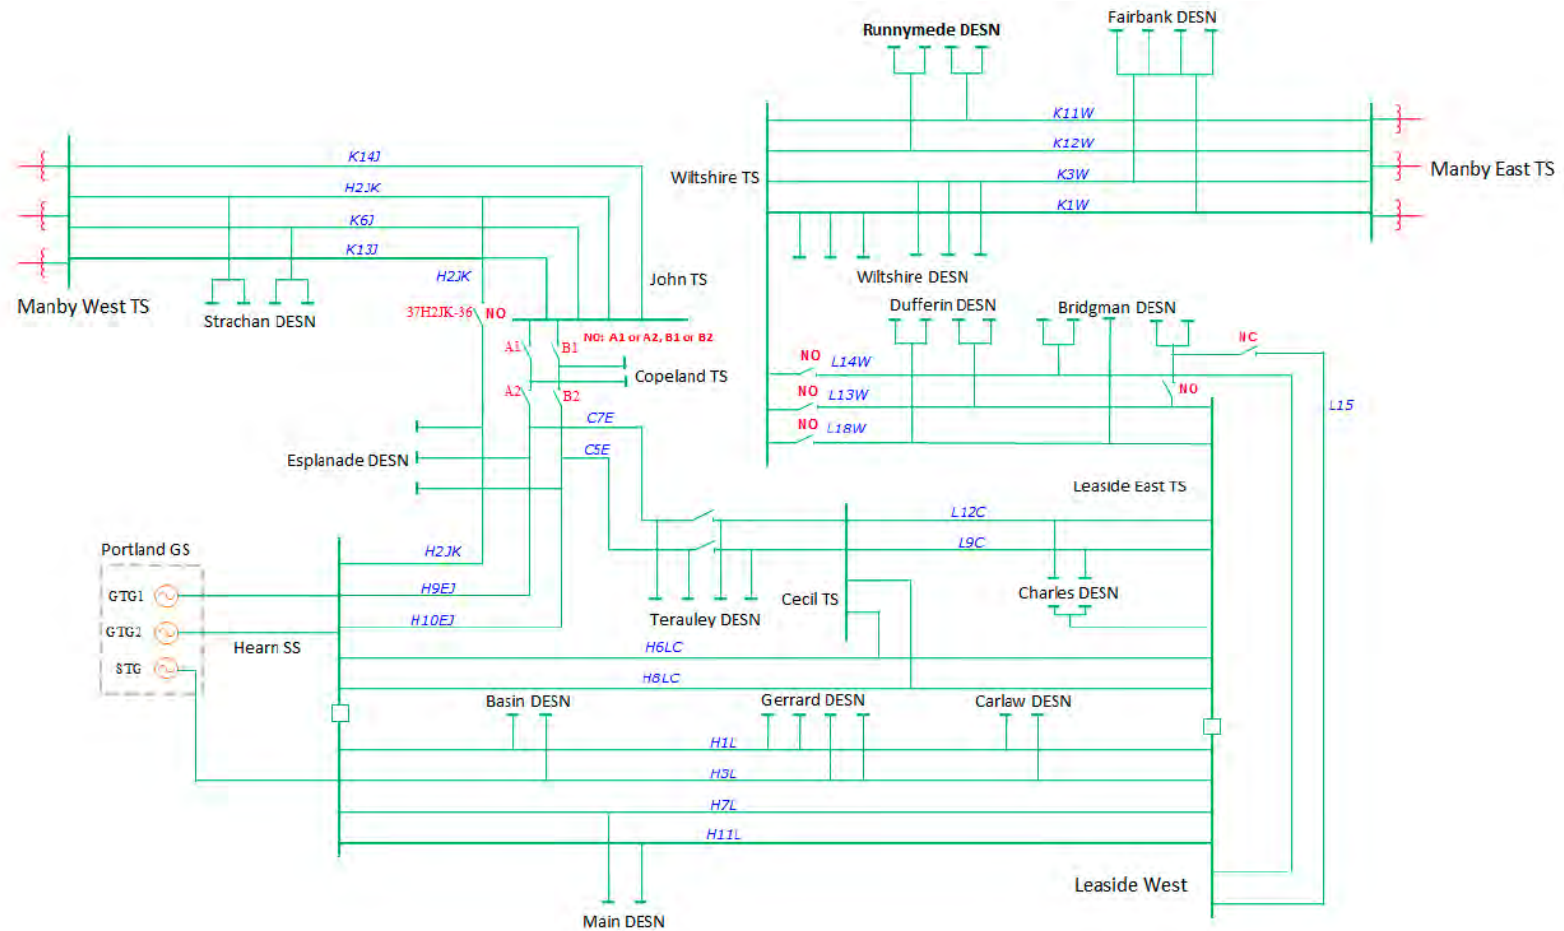 Fairbank DESN
Runnymede DESN
K11W
K14J
K12W
Wiltshire TS
K3W
Manby East TS
H2JK
K1W
K6J
K13J
H2JK
John TS
Wiltshire DESN
Manby West TS
Strachan DESN
37H2JK-36
NO
Dufferin DESN
Bridgman DESN
NO: A1 or A2, B1 or B2
NC
A1
B1
NO
L14W
Copeland TS
A2
B2
NO
L13W
NO
L15
C7E
NO
L18W
C5E
Esplanade DESN
Leaside East TS
L12C
Portland GS
H2JK
L9C
GTG1
H9EJ
Cecil TS
Charles DESN
Terauley DESN
GTG2
H10EJ
Hearn SS
H6LC
STG
H8LC
Basin DESN
Gerrard DESN
Carlaw DESN
H1L
H3L
H7L
H11L
Leaside West
Main DESN